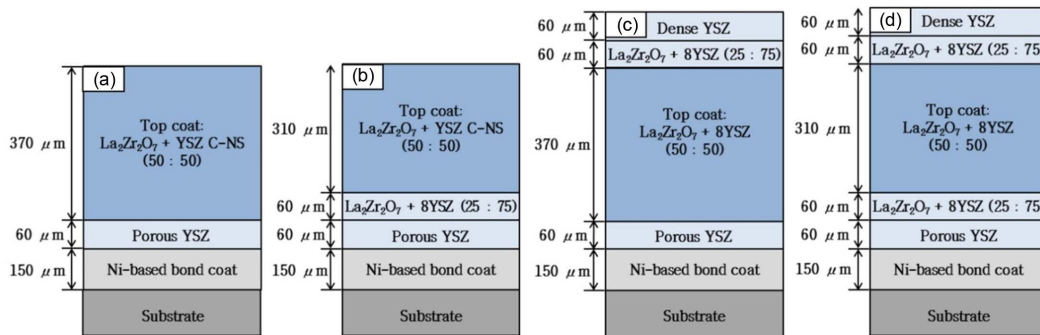 (a)
370 μm
Top coat:
La₂Zr₂O₇ + YSZ C-NS
(50 : 50)
60 μm
Porous YSZ
150 μm
Ni-based bond coat
Substrate
(b)
310 μm
Top coat:
La₂Zr₂O₇ + YSZ C-NS
(50 : 50)
60 μm
La₂Zr₂O₇ + 8YSZ (25 : 75)
60 μm
Porous YSZ
150 μm
Ni-based bond coat
Substrate
(c)
60 μm
Dense YSZ
60 μm
La₂Zr₂O₇ + 8YSZ (25 : 75)
370 μm
Top coat:
La₂Zr₂O₇ + 8YSZ
(50 : 50)
60 μm
Porous YSZ
150 μm
Ni-based bond coat
Substrate
(d)
60 μm
Dense YSZ
60 μm
La₂Zr₂O₇ + 8YSZ (25 : 75)
310 μm
Top coat:
La₂Zr₂O₇ + 8YSZ
(50 : 50)
60 μm
La₂Zr₂O₇ + 8YSZ (25 : 75)
60 μm
Porous YSZ
150 μm
Ni-based bond coat
Substrate